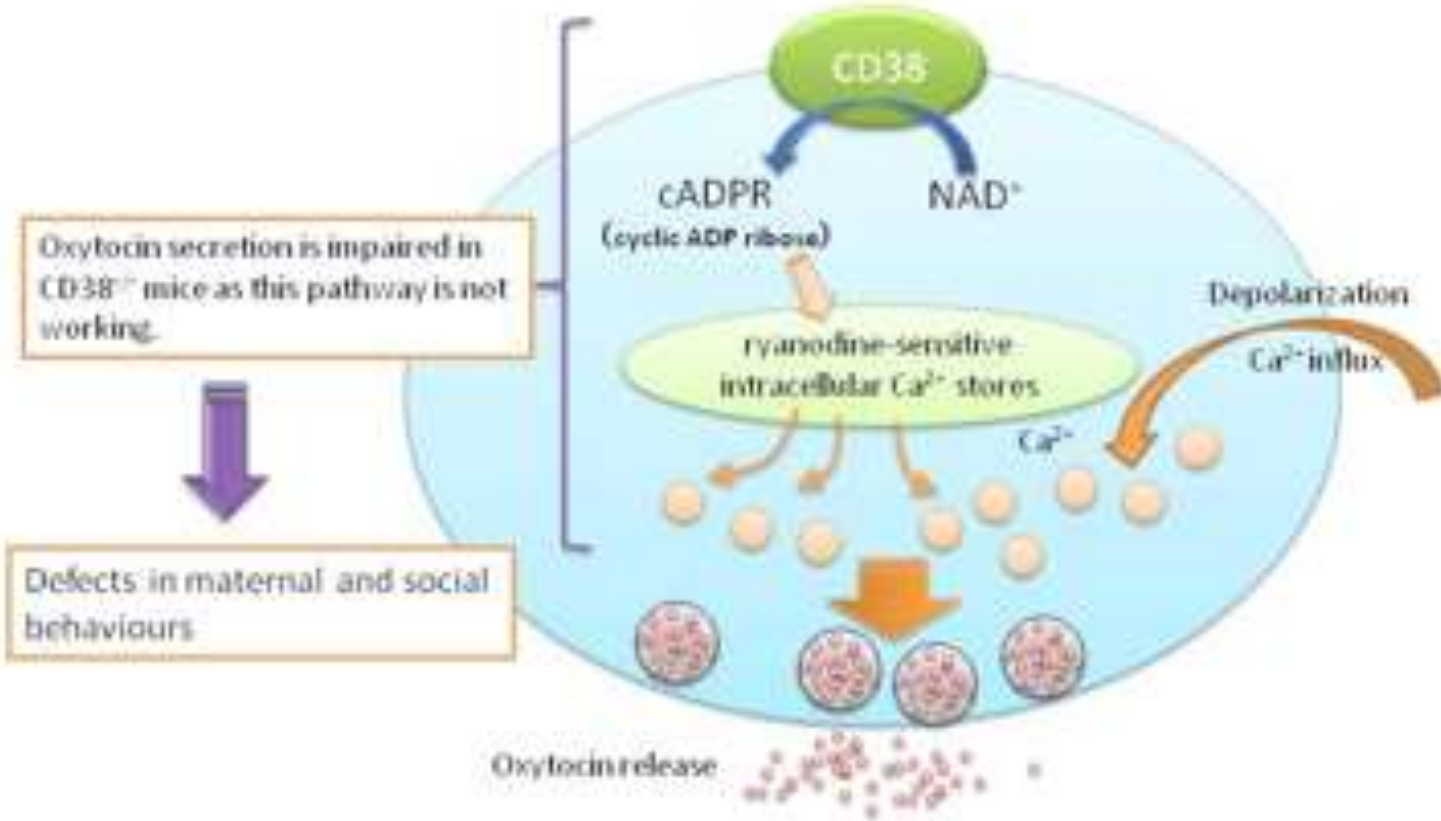 CD38
cADPR
(cyclic ADP ribose)
NAD⁺
Oxytocin secretion is impaired in
CD38⁻/⁻ mice as this pathway is not
working.
Depolarization
Ca²⁺ influx
ryanodine-sensitive
intracellular Ca²⁺ stores
Ca²⁺
Defects in maternal and social
behaviours
Oxytocin release